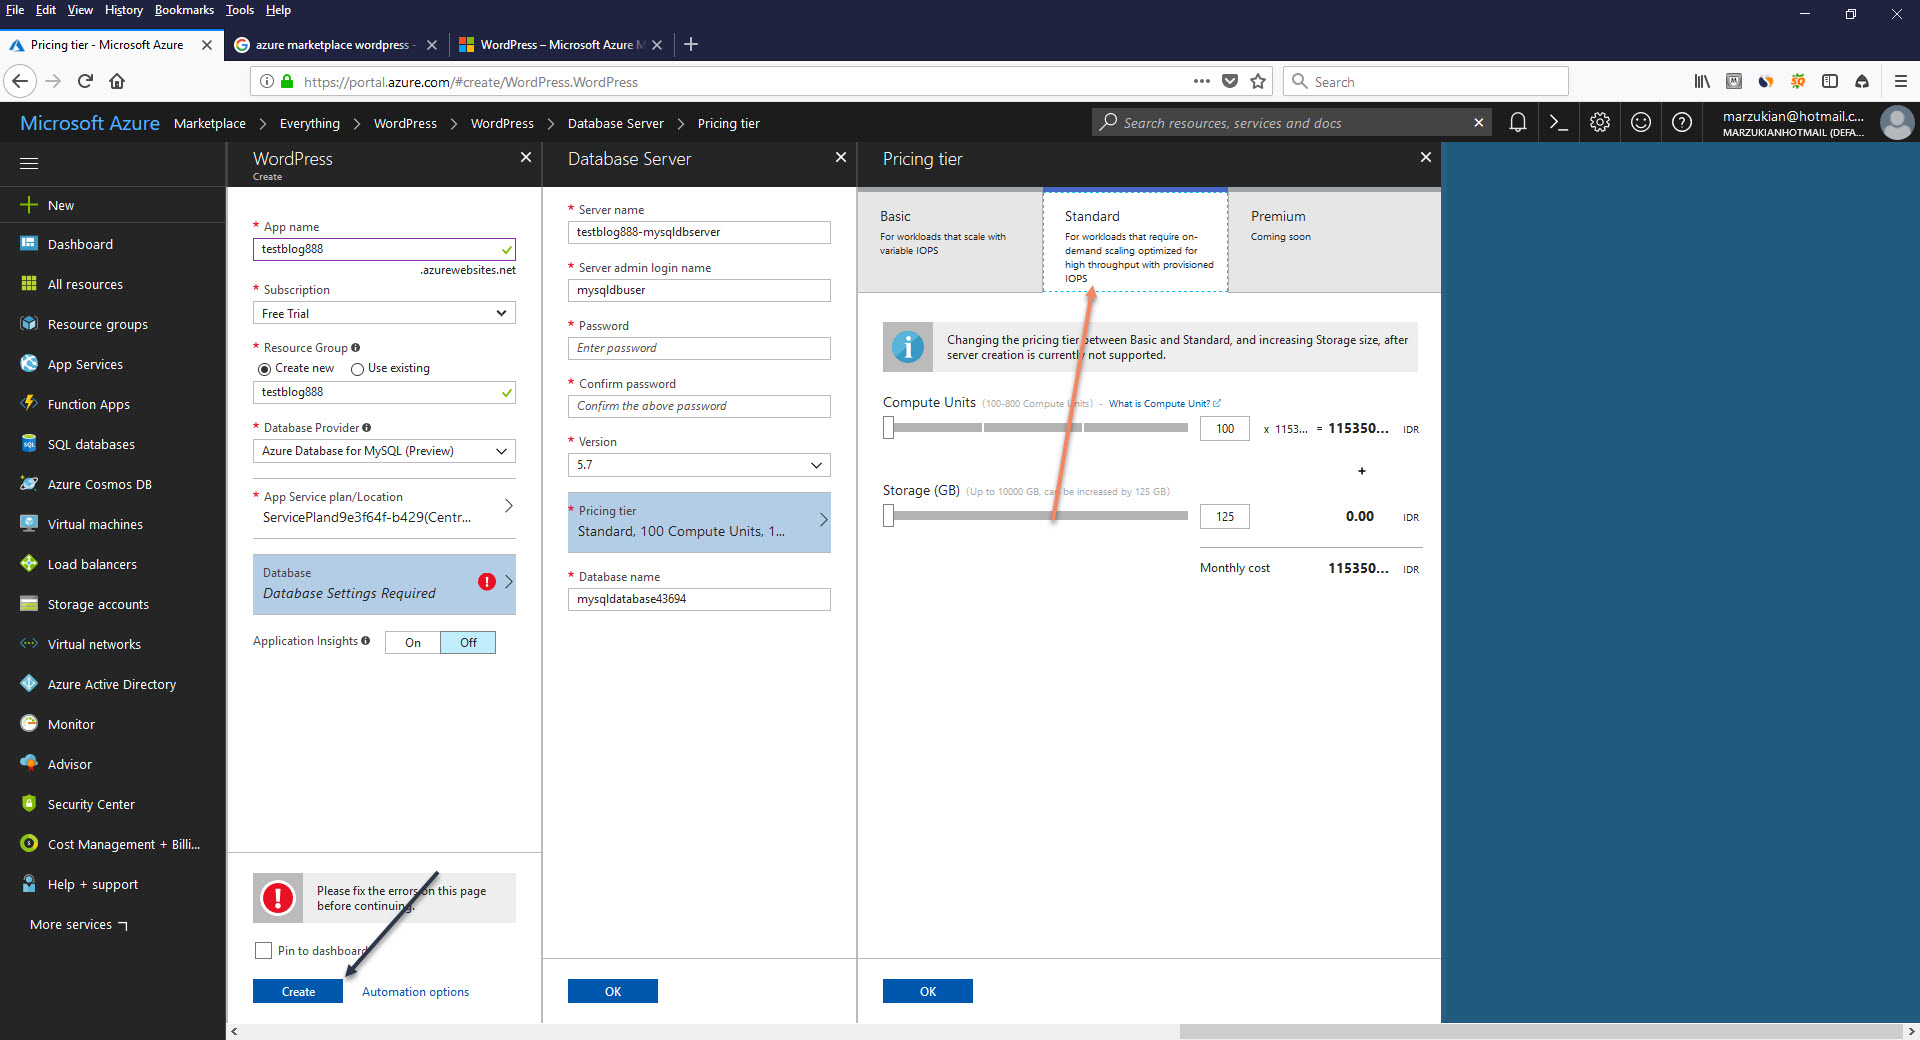 File Edit View History Bookmarks Tools Help
Pricing tier - Microsoft Azure
azure marketplace wordpress -
WordPress – Microsoft Azure M
https://portal.azure.com/#create/WordPress.WordPress
Search
Microsoft Azure
Marketplace > Everything > WordPress > WordPress > Database Server > Pricing tier
Search resources, services and docs
marzukian@hotmail.c...
MARZUKIANHOTMAIL (DEFA...
New
Dashboard
All resources
Resource groups
App Services
Function Apps
SQL databases
Azure Cosmos DB
Virtual machines
Load balancers
Storage accounts
Virtual networks
Azure Active Directory
Monitor
Advisor
Security Center
Cost Management + Billi...
Help + support
More services
WordPress
Create
* App name
testblog888
.azurewebsites.net
* Subscription
Free Trial
* Resource Group
Create new
Use existing
testblog888
* Database Provider
Azure Database for MySQL (Preview)
* App Service plan/Location
ServicePland9e3f64f-b429(Centr...
Database
Database Settings Required
Application Insights
On
Off
Please fix the errors on this page
before continuing.
Pin to dashboard
Create
Automation options
Database Server
* Server name
testblog888-mysqldbserver
* Server admin login name
mysqldbuser
* Password
Enter password
* Confirm password
Confirm the above password
* Version
5.7
* Pricing tier
Standard, 100 Compute Units, 1...
* Database name
mysqldatabase43694
OK
Pricing tier
Basic
For workloads that scale with
variable IOPS
Standard
For workloads that require on-
demand scaling optimized for
high throughput with provisioned
IOPS
Premium
Coming soon
Changing the pricing tier between Basic and Standard, and increasing Storage size, after
server creation is currently not supported.
Compute Units (100-800 Compute Units) - What is Compute Unit?
100 x 1153... = 115350... IDR
+
Storage (GB) (Up to 10000 GB, can be increased by 125 GB)
125 0.00 IDR
Monthly cost 115350... IDR
OK